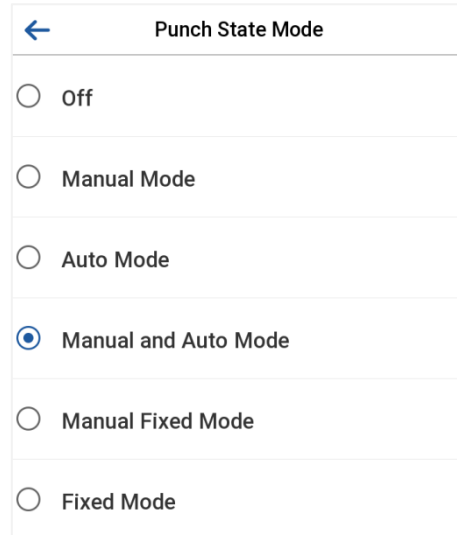 Punch State Mode
Off
Manual Mode
Auto Mode
Manual and Auto Mode
Manual Fixed Mode
Fixed Mode